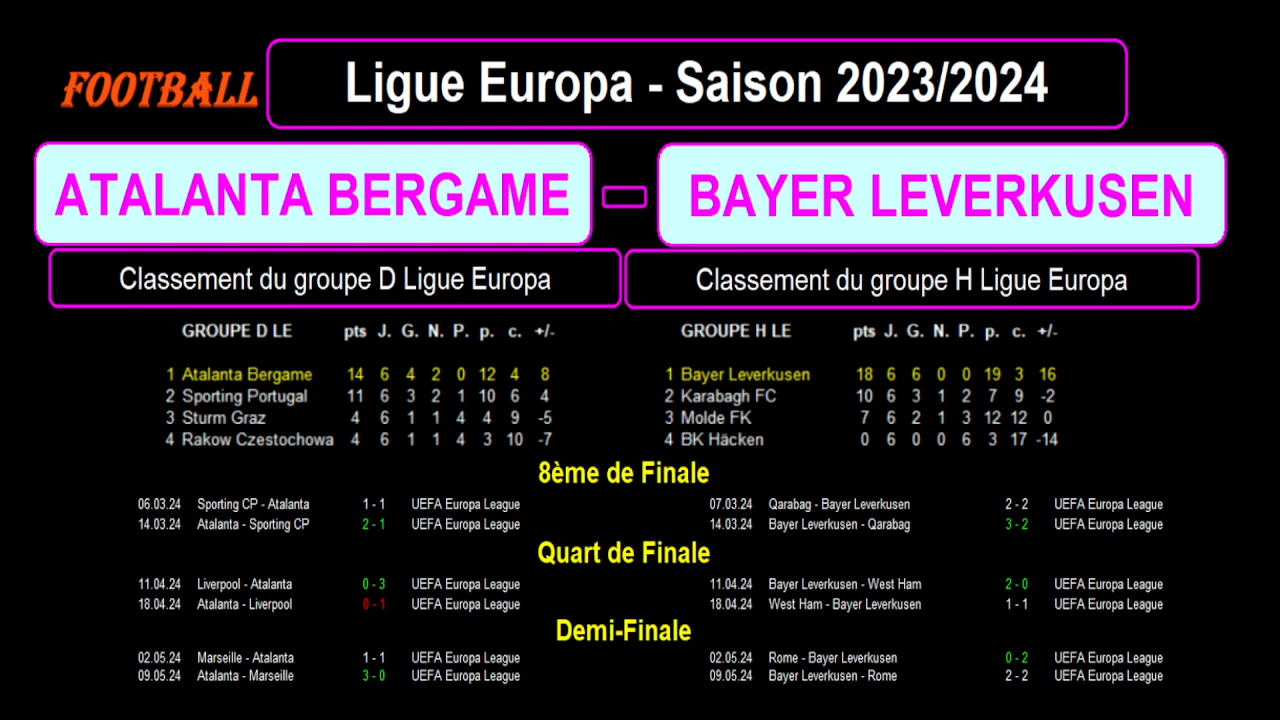 FOOTBALL
Ligue Europa - Saison 2023/2024
ATALANTA BERGAME - BAYER LEVERKUSEN
Classement du groupe D Ligue Europa
Classement du groupe H Ligue Europa
GROUPE D LE pts J. G. N. P. p. c. +/-
1 Atalanta Bergame 14 6 4 2 0 12 4 8
2 Sporting Portugal 11 6 3 2 1 10 6 4
3 Sturm Graz 4 6 1 1 4 4 9 -5
4 Rakow Czestochowa 4 6 1 1 4 3 10 -7
GROUPE H LE pts J. G. N. P. p. c. +/-
1 Bayer Leverkusen 18 6 6 0 0 19 3 16
2 Karabagh FC 10 6 3 1 2 7 9 -2
3 Molde FK 7 6 2 1 3 12 12 0
4 BK Häcken 0 6 0 0 6 3 17 -14
8ème de Finale
06.03.24 Sporting CP - Atalanta 1 - 1 UEFA Europa League
14.03.24 Atalanta - Sporting CP 2 - 1 UEFA Europa League
07.03.24 Qarabag - Bayer Leverkusen 2 - 2 UEFA Europa League
14.03.24 Bayer Leverkusen - Qarabag 3 - 2 UEFA Europa League
Quart de Finale
11.04.24 Liverpool - Atalanta 0 - 3 UEFA Europa League
18.04.24 Atalanta - Liverpool 0 - 1 UEFA Europa League
11.04.24 Bayer Leverkusen - West Ham 2 - 0 UEFA Europa League
18.04.24 West Ham - Bayer Leverkusen 1 - 1 UEFA Europa League
Demi-Finale
02.05.24 Marseille - Atalanta 1 - 1 UEFA Europa League
09.05.24 Atalanta - Marseille 3 - 0 UEFA Europa League
02.05.24 Rome - Bayer Leverkusen 0 - 2 UEFA Europa League
09.05.24 Bayer Leverkusen - Rome 2 - 2 UEFA Europa League